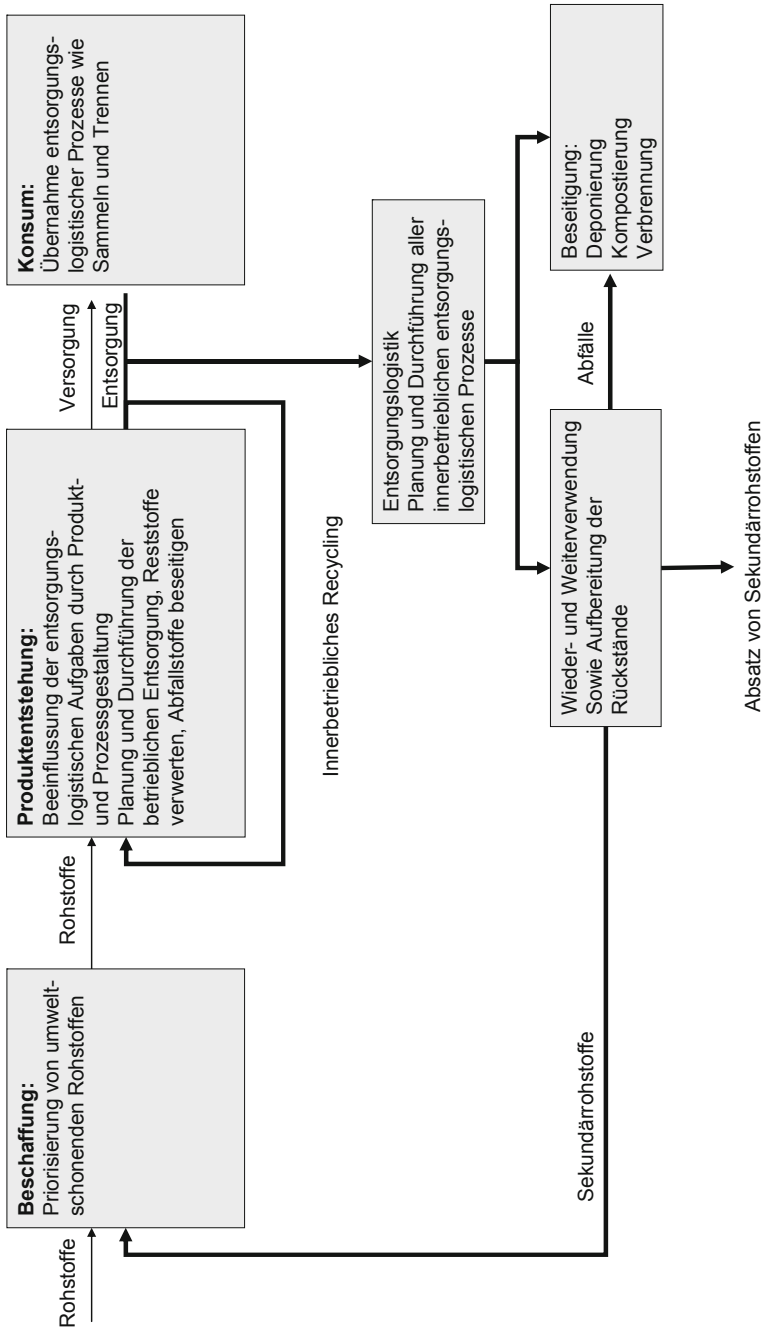 Rohstoffe
Beschaffung:
Priorisierung von umwelt-
schonenden Rohstoffen
Rohstoffe
Produktentstehung:
Beeinflussung der entsorgungs-
logistischen Aufgaben durch Produkt-
und Prozessgestaltung
Planung und Durchführung der
betrieblichen Entsorgung, Reststoffe
verwerten, Abfallstoffe beseitigen
Versorgung
Entsorgung
Konsum:
Übernahme entsorgungs-
logistischer Prozesse wie
Sammeln und Trennen
Innerbetriebliches Recycling
Entsorgungslogistik
Planung und Durchführung aller
innerbetrieblichen entsorgungs-
logistischen Prozesse
Sekundärrohstoffe
Wieder- und Weiterverwendung
Sowie Aufbereitung der
Rückstände
Abfälle
Beseitigung:
Deponierung
Kompostierung
Verbrennung
Absatz von Sekundärrohstoffen